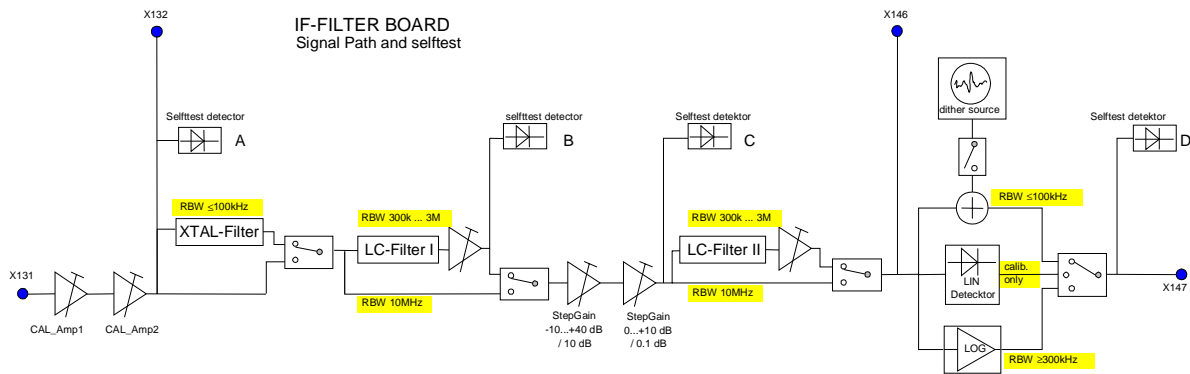 X132
IF-FILTER BOARD
Signal Path and selftest
X146
dither source
Selfttest detector
A
selfttest detector
B
Selftest detektor
C
Selftest detektor
D
RBW ≤100kHz
XTAL-Filter
RBW 300k ... 3M
LC-Filter I
RBW 300k ... 3M
LC-Filter II
RBW ≤100kHz
X131
CAL_Amp1
CAL_Amp2
RBW 10MHz
StepGain
-10...+40 dB
/ 10 dB
StepGain
0...+10 dB
/ 0.1 dB
RBW 10MHz
LIN
Detecktor
calib.
only
X147
LOG
RBW ≥300kHz